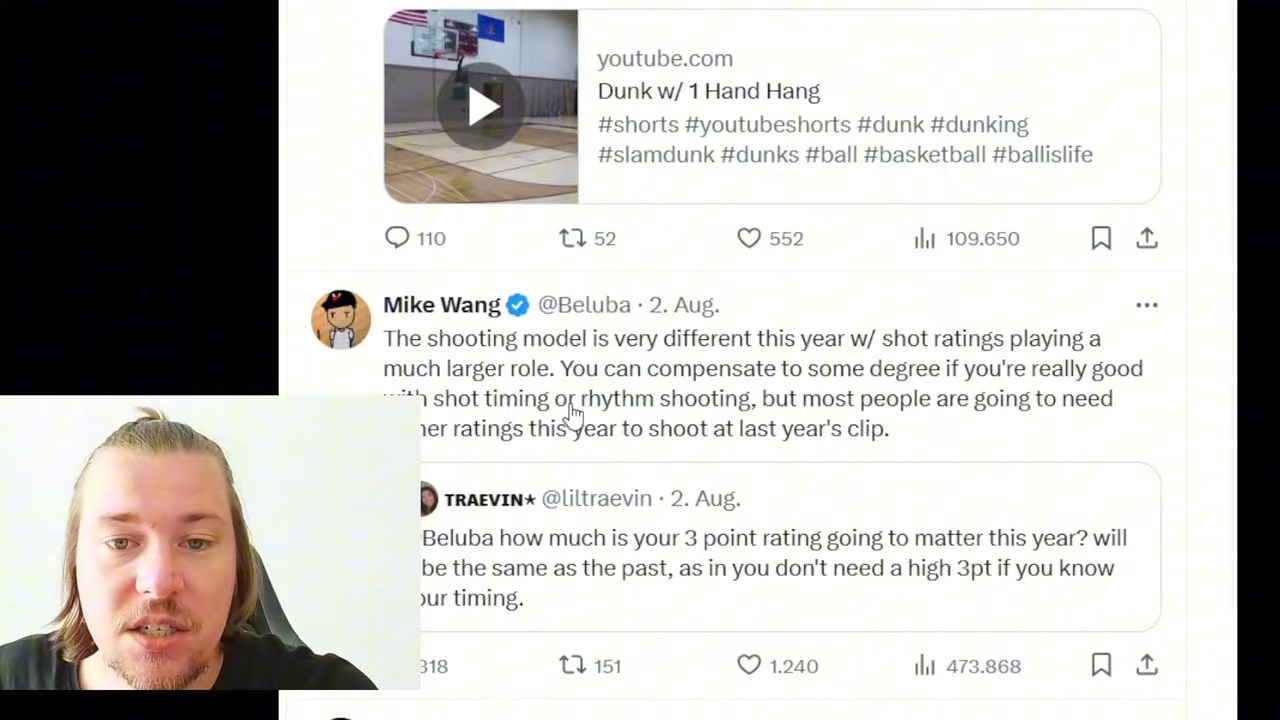 youtube.com
Dunk w/ 1 Hand Hang
#shorts #youtubeshorts #dunk #dunking
#slamdunk #dunks #ball #basketball #ballislife
110 52 552 109.650
Mike Wang @Beluba · 2. Aug.
The shooting model is very different this year w/ shot ratings playing a
much larger role. You can compensate to some degree if you're really good
with shot timing or rhythm shooting, but most people are going to need
ratings this year to shoot at last year's clip.
TRAEVIN★ @liltraevin · 2. Aug.
Beluba how much is your 3 point rating going to matter this year? will
be the same as the past, as in you don't need a high 3pt if you know
our timing.
318 151 1.240 473.868